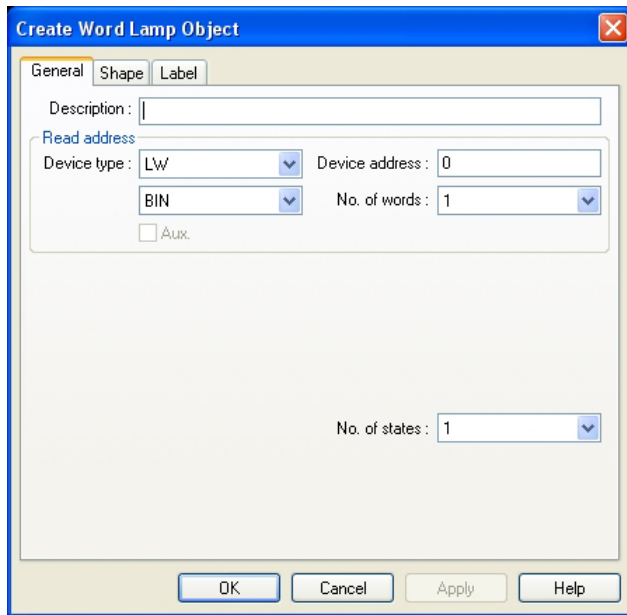 Create Word Lamp Object
General Shape Label
Description :
Read address
Device type : LW Device address : 0
BIN No. of words : 1
Aux.
No. of states : 1
OK Cancel Apply Help